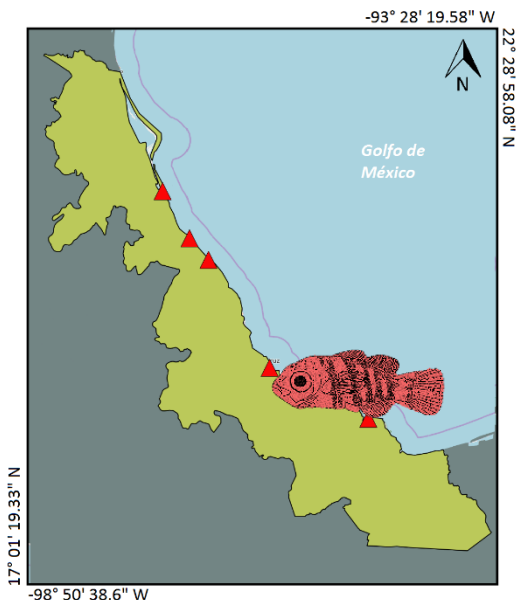 -93° 28' 19.58" W
22° 28' 58.08" N
N
Golfo de
México
17° 01' 19.33" N
-98° 50' 38.6" W